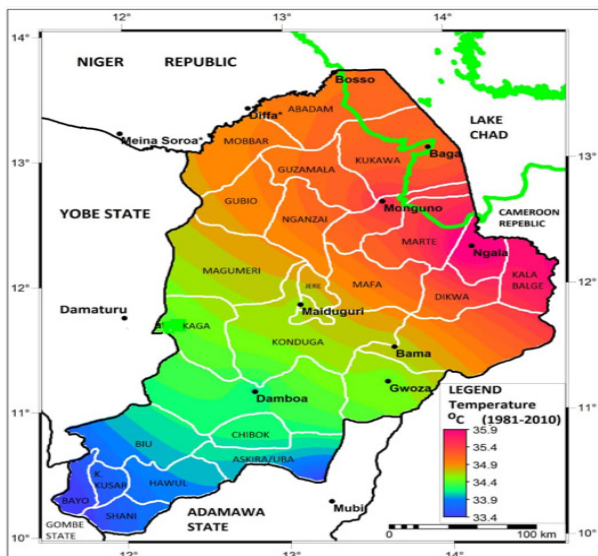 12° 13° 14°
14° 14°
NIGER REPUBLIC
Bosso
Diffa*
ABADAM
LAKE
CHAD
Meina Soroa*
MOBBAR
KUKAWA
Baga
13° 13°
GUZAMALA
GUBIO
Monguno
YOBE STATE
NGANZAI
CAMEROON
REPEBLIC
MARTE
Ngala
MAGUMERI
KALA
BALGE
12° 12°
JERE
MAFA
DIKWA
Damaturu
Maiduguri
KAGA
KONDUGA
Bama
Gwoza
LEGEND
Temperature
°C (1981-2010)
Damboa
11° 11°
35.9
35.4
34.9
34.4
33.9
33.4
CHIBOK
BIU
ASKIRA/UBA
K.
KUSAR
HAWUL
BAYO
SHANI
ADAMAWA
STATE
Mubi
GOMBE
STATE
0 100 km
10° 10°
12° 13° 14°